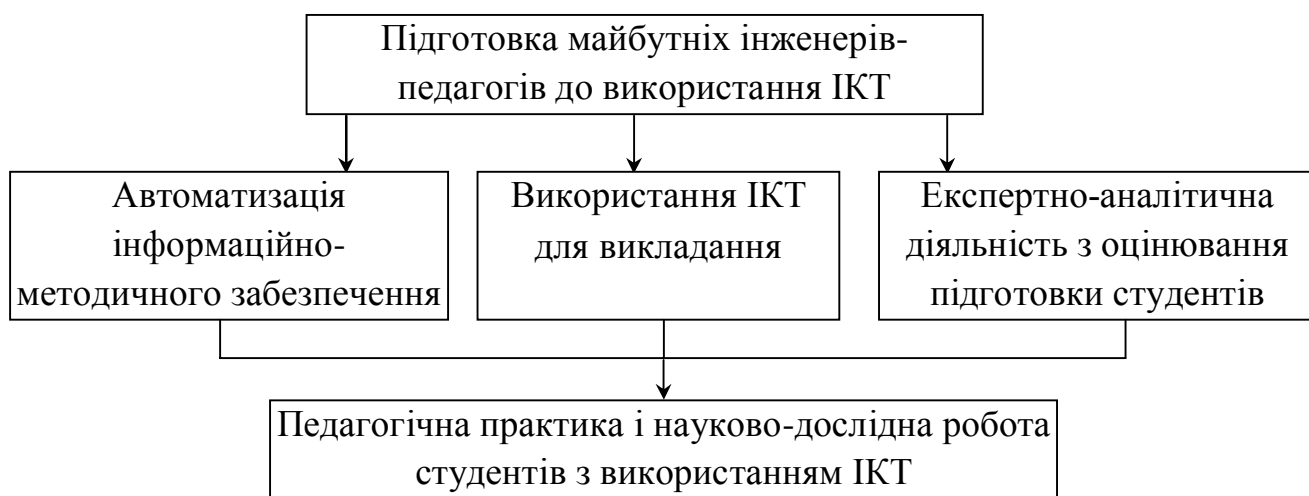 Підготовка майбутніх інженерів-
педагогів до використання ІКТ
Автоматизація
інформаційно-
методичного забезпечення
Використання ІКТ
для викладання
Експертно-аналітична
діяльність з оцінювання
підготовки студентів
Педагогічна практика і науково-дослідна робота
студентів з використанням ІКТ